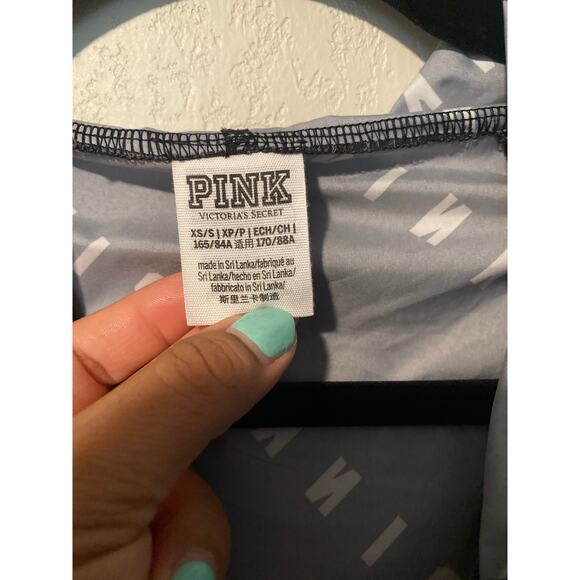 PINK
VICTORIA'S SECRET
XS/S | XP/P | ECH/CH |
165/84A 适用 170/88A
made in Sri Lanka/fabriqué au
Sri Lanka/hecho en Sri Lanka/
fabbricato in Sri Lanka/
斯里兰卡制造